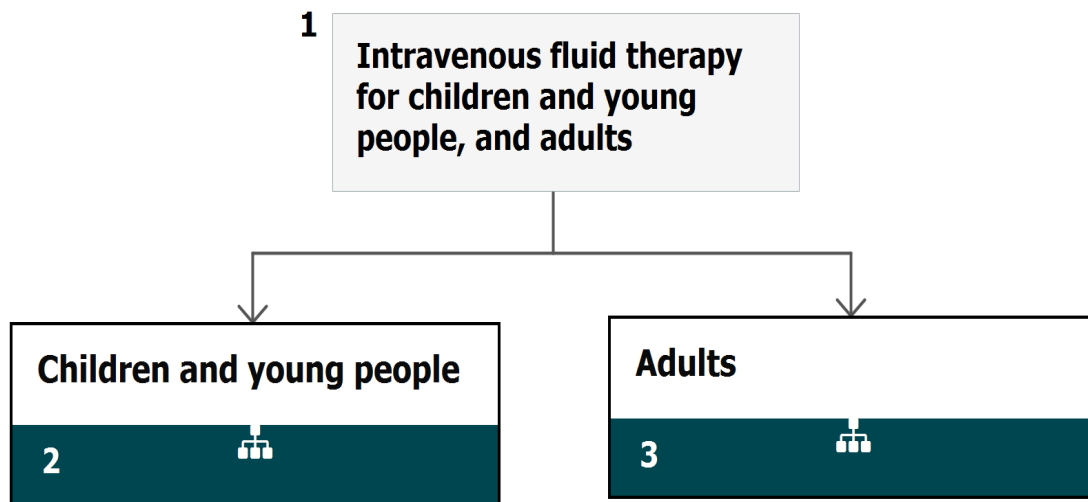 1
Intravenous fluid therapy
for children and young
people, and adults
Children and young people
2
Adults
3